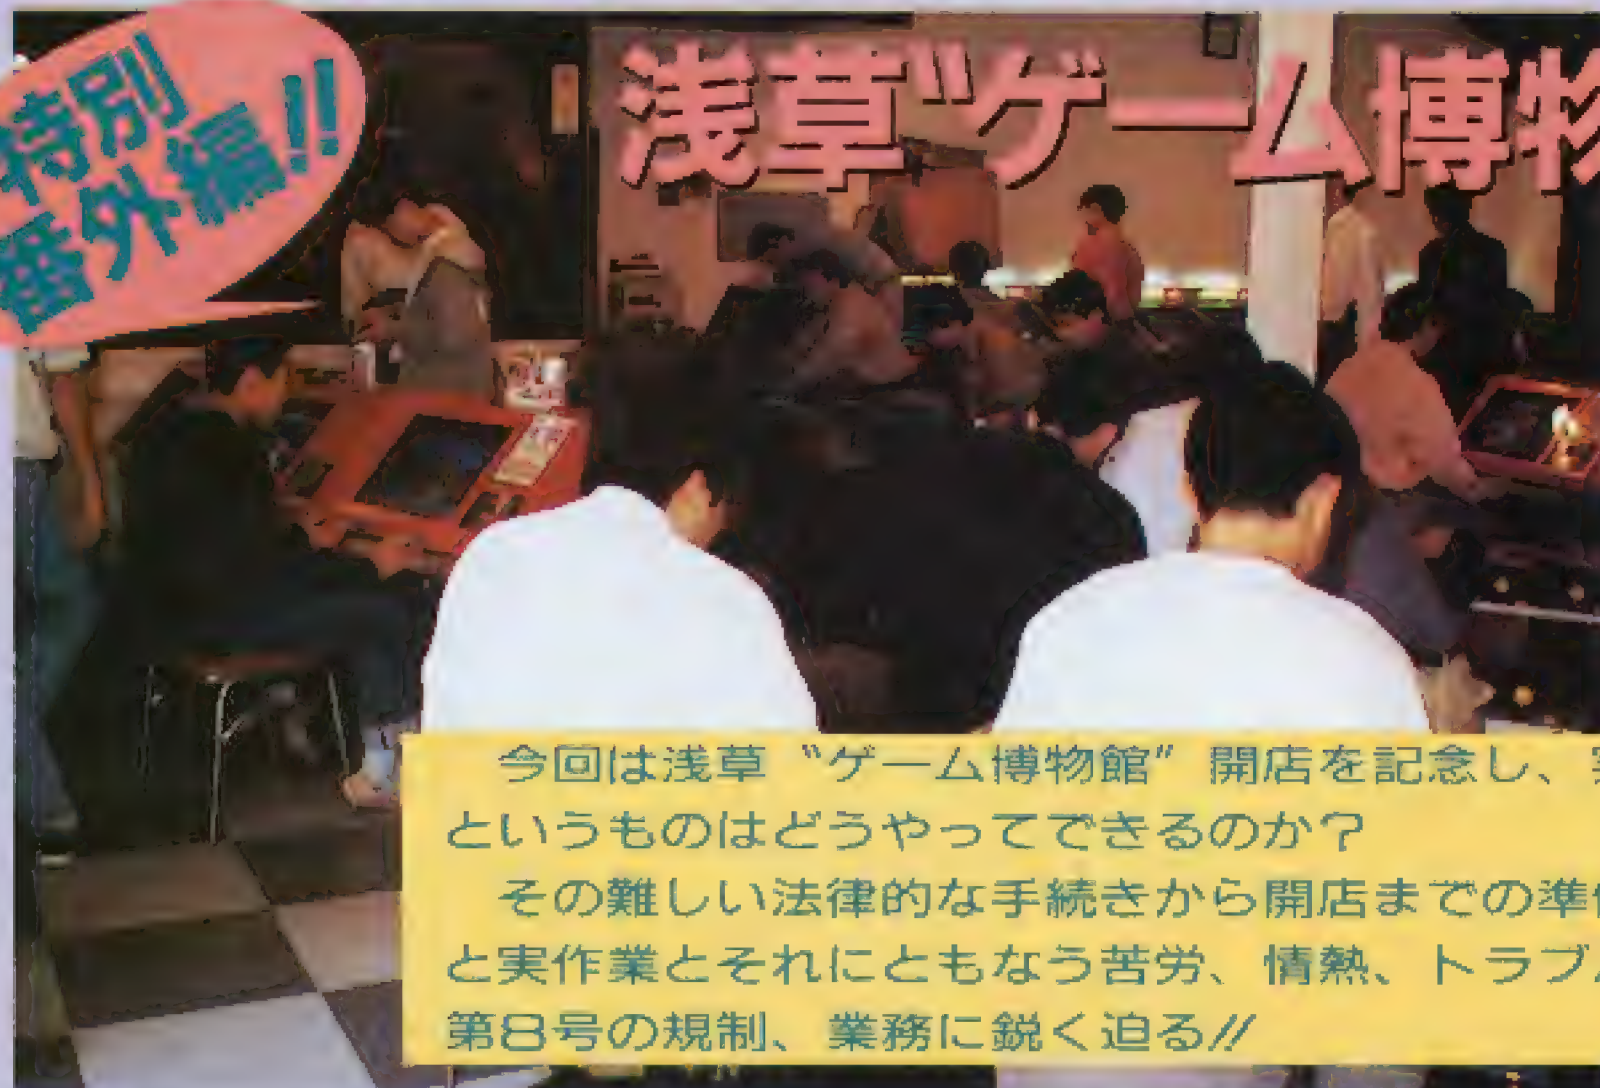 特別
番外編!!
浅草“ゲーム博物
今回は浅草“ゲーム博物館”開店を記念し、
というものはどうやってできるのか?
その難しい法律的な手続きから開店までの準
と実作業とそれにともなう苦労、情熱、トラブ
第8号の規制、業務に鋭く迫る!!